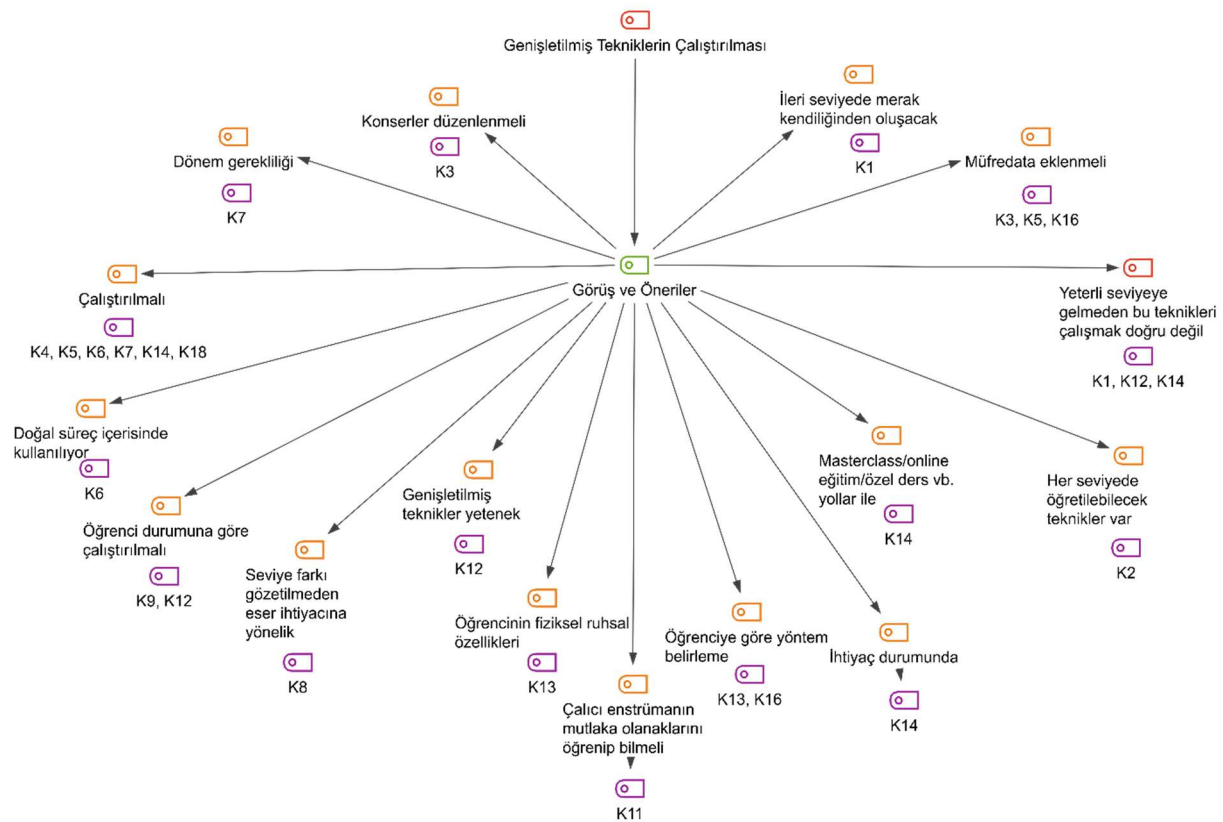 Genişletilmiş Tekniklerin Çalıştırılması
Konserler düzenlenmeli
K3
İleri seviyede merak
kendiliğinden oluşacak
K1
Dönem gerekliliği
K7
Müfredata eklenmeli
K3, K5, K16
Görüş ve Öneriler
Çalıştırılmalı
K4, K5, K6, K7, K14, K18
Yeterli seviyeye
gelmeden bu teknikleri
çalışmak doğru değil
K1, K12, K14
Doğal süreç içerisinde
kullanılıyor
K6
Öğrenci durumuna göre
çalıştırılmalı
K9, K12
Seviye farkı
gözetilmeden
eser ihtiyacına
yönelik
K8
Genişletilmiş
teknikler yetenek
K12
Öğrencinin fiziksel ruhsal
özellikleri
K13
Çalıcı enstrümanın
mutlaka olanaklarını
öğrenip bilmeli
K11
Öğrenciye göre yöntem
belirleme
K13, K16
Masterclass/online
eğitim/özel ders vb.
yollar ile
K14
İhtiyaç durumunda
K14
Her seviyede
öğretilebilecek
teknikler var
K2